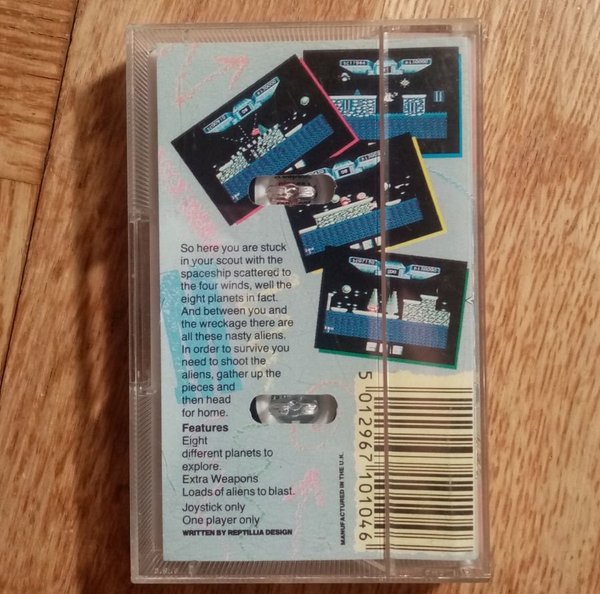 So here you are stuck
in your scout with the
spaceship scattered to
the four winds, well the
eight planets in fact.
And between you and
the wreckage there are
all these nasty aliens.
In order to survive you
need to shoot the
aliens, gather up the
pieces and
then head
for home.
Features
Eight
different planets to
explore.
Extra Weapons
Loads of aliens to blast.
Joystick only
One player only
WRITTEN BY REPTILLIA DESIGN
MANUFACTURED IN THE U.K.
5 012967 101046